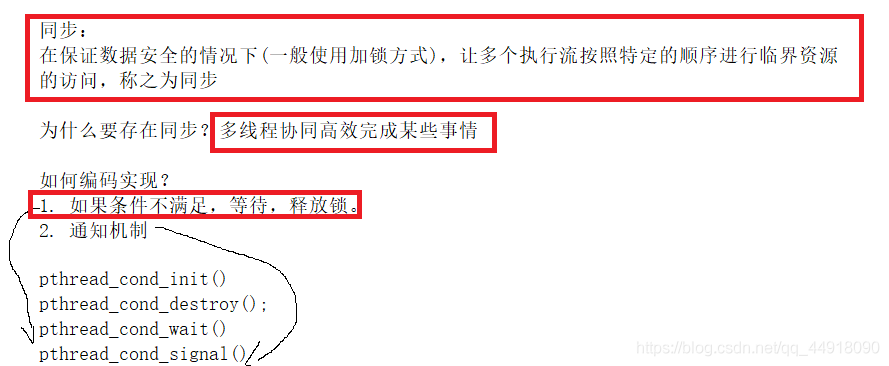 同步：
在保证数据安全的情况下(一般使用加锁方式)，让多个执行流按照特定的顺序进行临界资源
的访问，称之为同步
为什么要存在同步？多线程协同高效完成某些事情
如何编码实现？
1. 如果条件不满足，等待，释放锁。
2. 通知机制
pthread_cond_init()
pthread_cond_destroy();
pthread_cond_wait()
pthread_cond_signal()
https://blog.csdn.net/qq_44918090